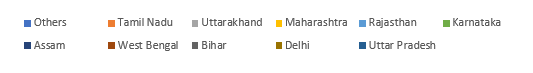 Others Tamil Nadu Uttarakhand Maharashtra Rajasthan Karnataka
Assam West Bengal Bihar Delhi Uttar Pradesh